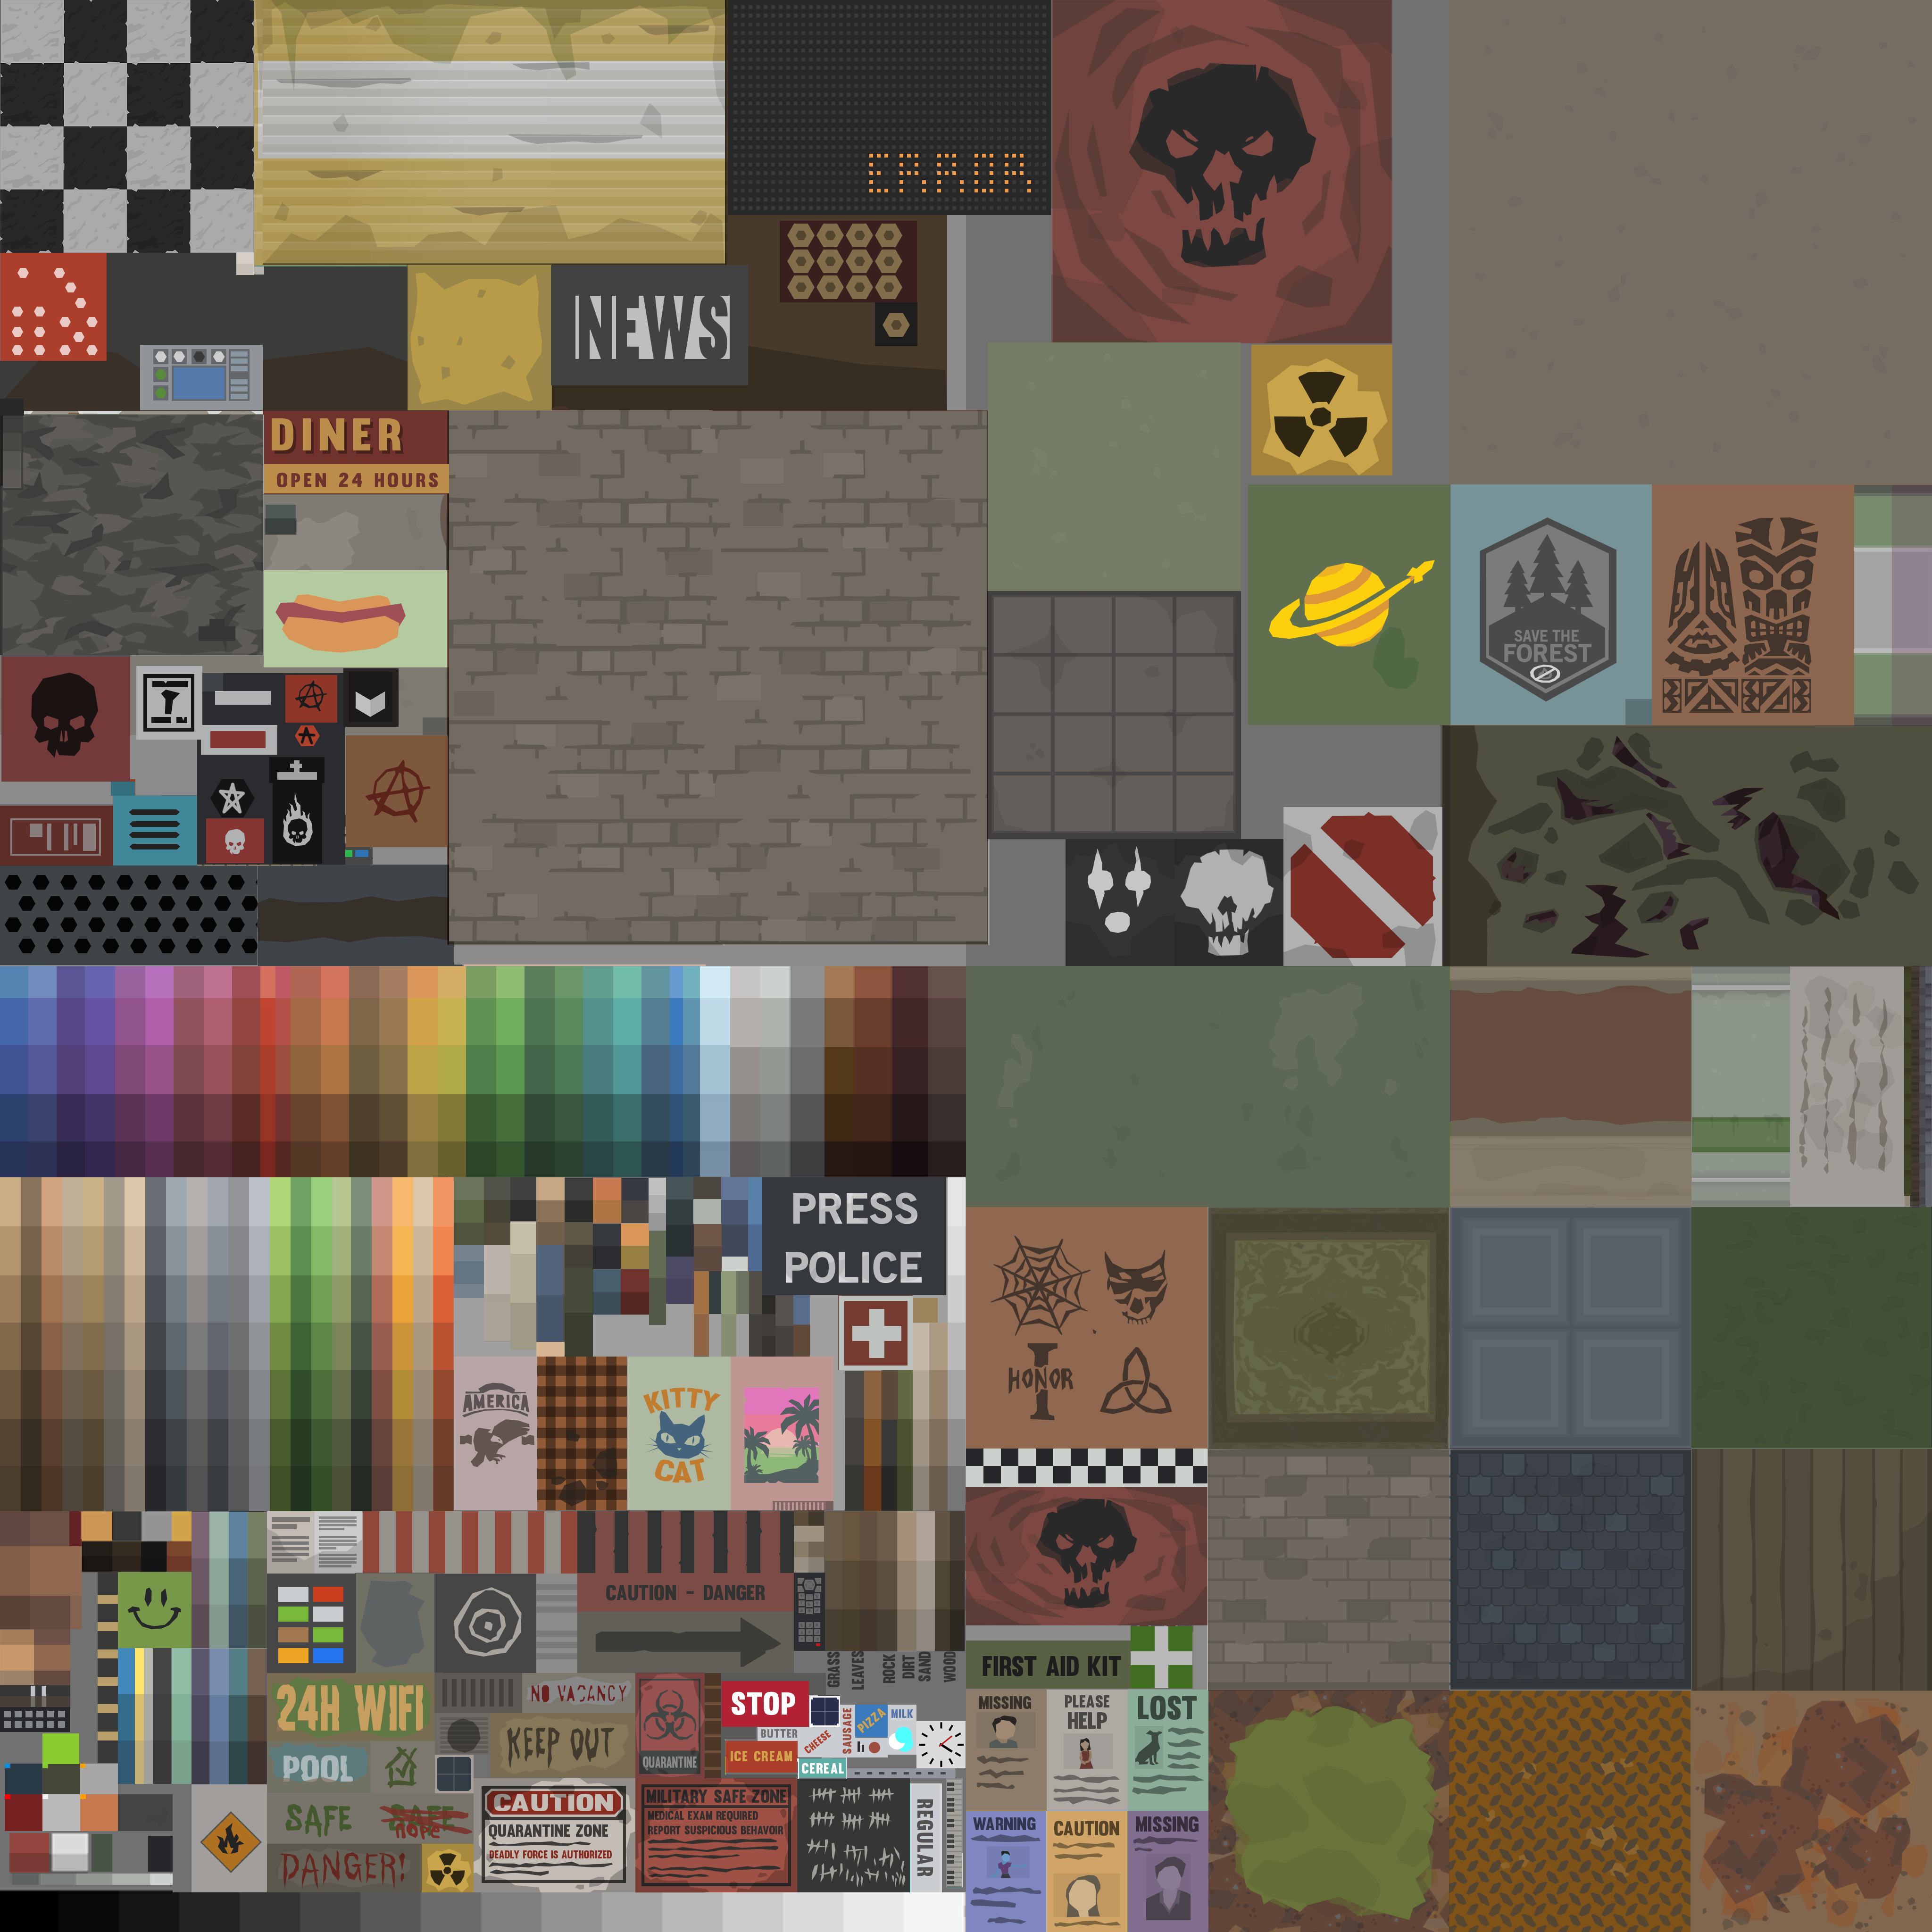 ERROR
NEWS
DINER
OPEN 24 HOURS
SAVE THE
FOREST
PRESS
POLICE
HONOR
AMERICA
KITTY
CAT
CAUTION - DANGER
FIRST AID KIT
GRASS
LEAVES
ROCK
DIRT
SAND
WOOD
24H WIFI
NO VACANCY
KEEP OUT
POOL
QUARANTINE
STOP
BUTTER
ICE CREAM
CHEESE
SAUSAGE
PIZZA
MILK
CEREAL
MISSING
PLEASE
HELP
LOST
SAFE
SAFE
NOPE
DANGER!
CAUTION
QUARANTINE ZONE
DEADLY FORCE IS AUTHORIZED
MILITARY SAFE ZONE
MEDICAL EXAM REQUIRED
REPORT SUSPICIOUS BEHAVOIR
REGULAR
WARNING
CAUTION
MISSING